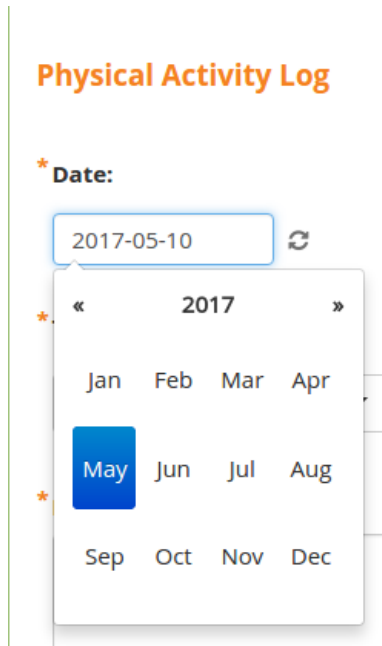 Physical Activity Log
* Date:
2017-05-10
« 2017 »
* 
Jan Feb Mar Apr
May Jun Jul Aug
*
Sep Oct Nov Dec